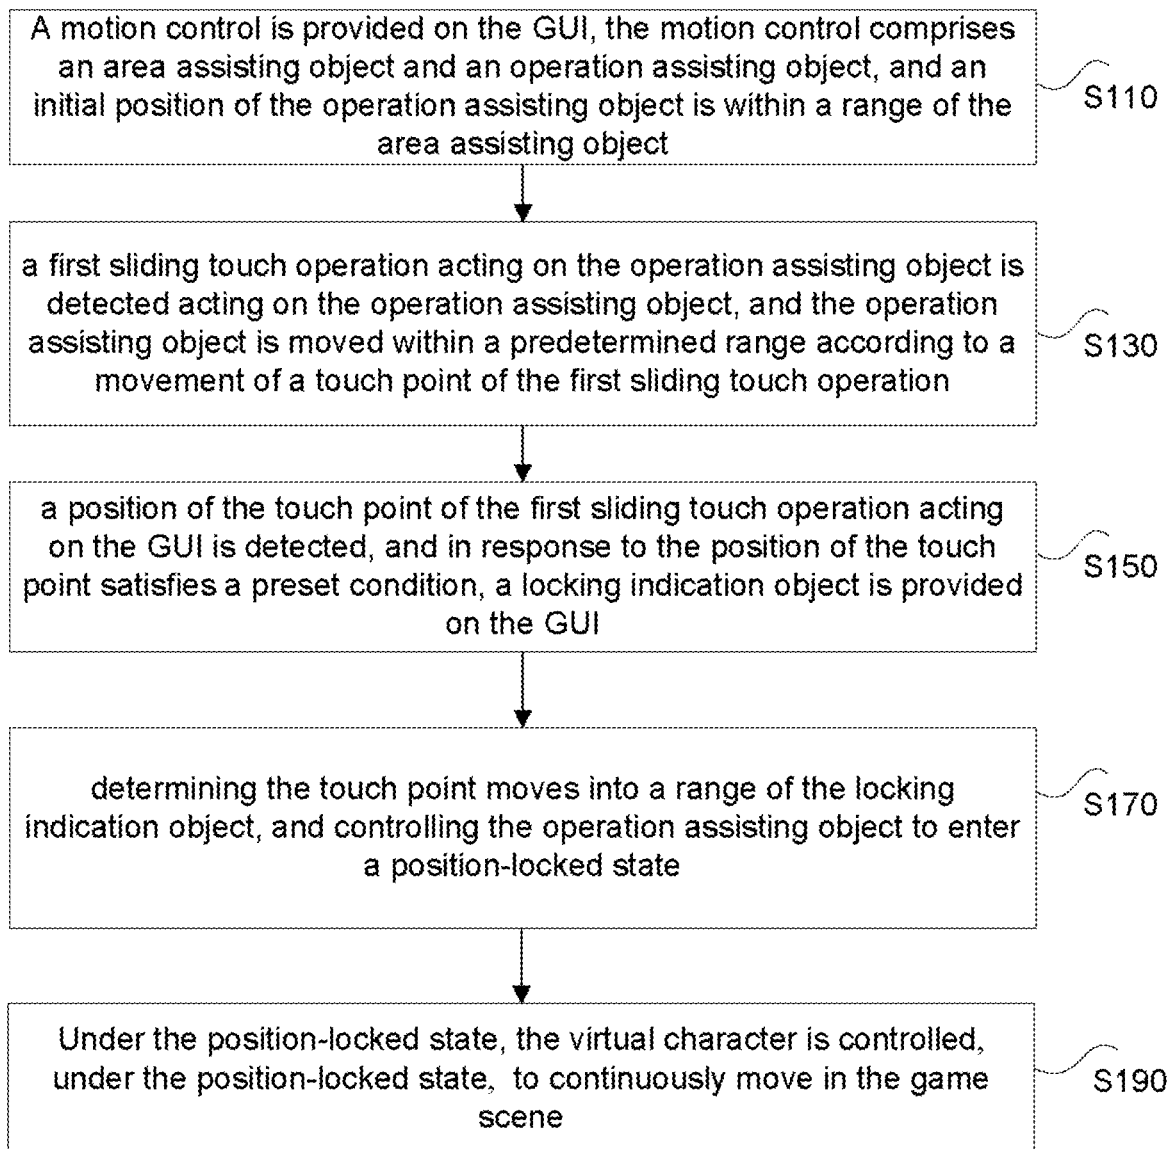 A motion control is provided on the GUI, the motion control comprises
an area assisting object and an operation assisting object, and an
initial position of the operation assisting object is within a range of the
area assisting object
S110
a first sliding touch operation acting on the operation assisting object is
detected acting on the operation assisting object, and the operation
assisting object is moved within a predetermined range according to a
movement of a touch point of the first sliding touch operation
S130
a position of the touch point of the first sliding touch operation acting
on the GUI is detected, and in response to the position of the touch
point satisfies a preset condition, a locking indication object is provided
on the GUI
S150
determining the touch point moves into a range of the locking
indication object, and controlling the operation assisting object to enter
a position-locked state
S170
Under the position-locked state, the virtual character is controlled,
under the position-locked state, to continuously move in the game
scene
S190